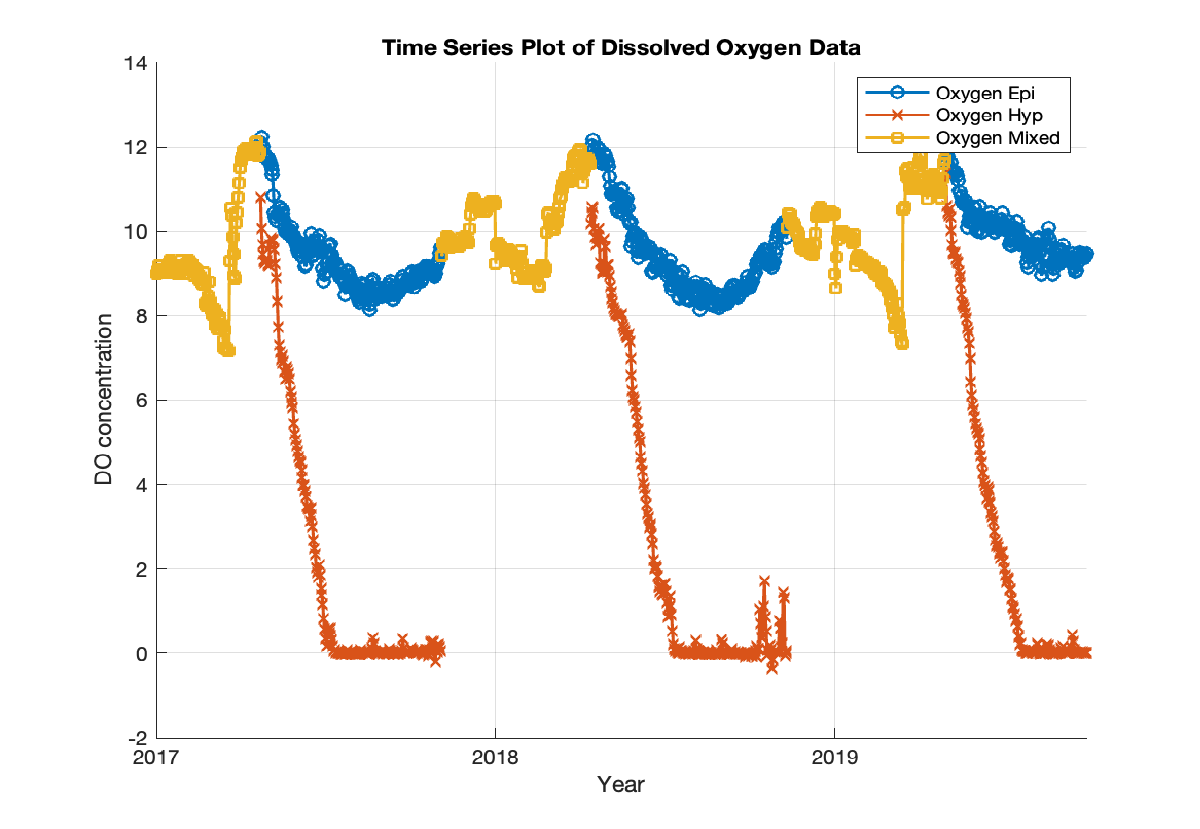 Time Series Plot of Dissolved Oxygen Data
14
Oxygen Epi
Oxygen Hyp
Oxygen Mixed
12
10
8
6
4
2
0
-2
DO concentration
2017
2018
2019
Year